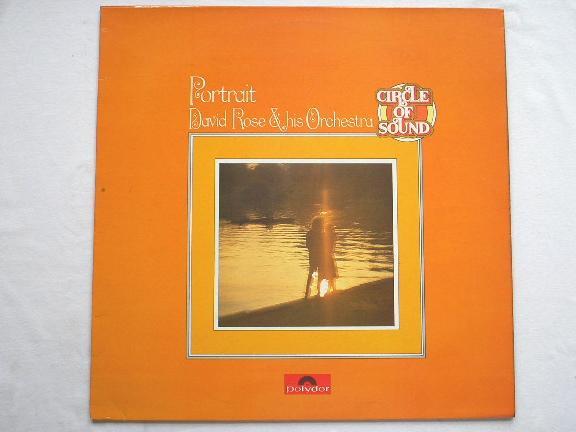 Portrait
David Rose & his Orchestra
CIRCLE
OF
SOUND
polydor